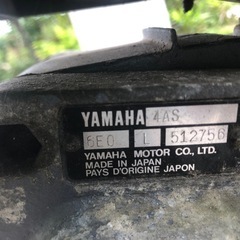 YAMAHA 4AS
6E0 L 512756
YAMAHA MOTOR CO., LTD.
MADE IN JAPAN
PAYS D'ORIGINE JAPON